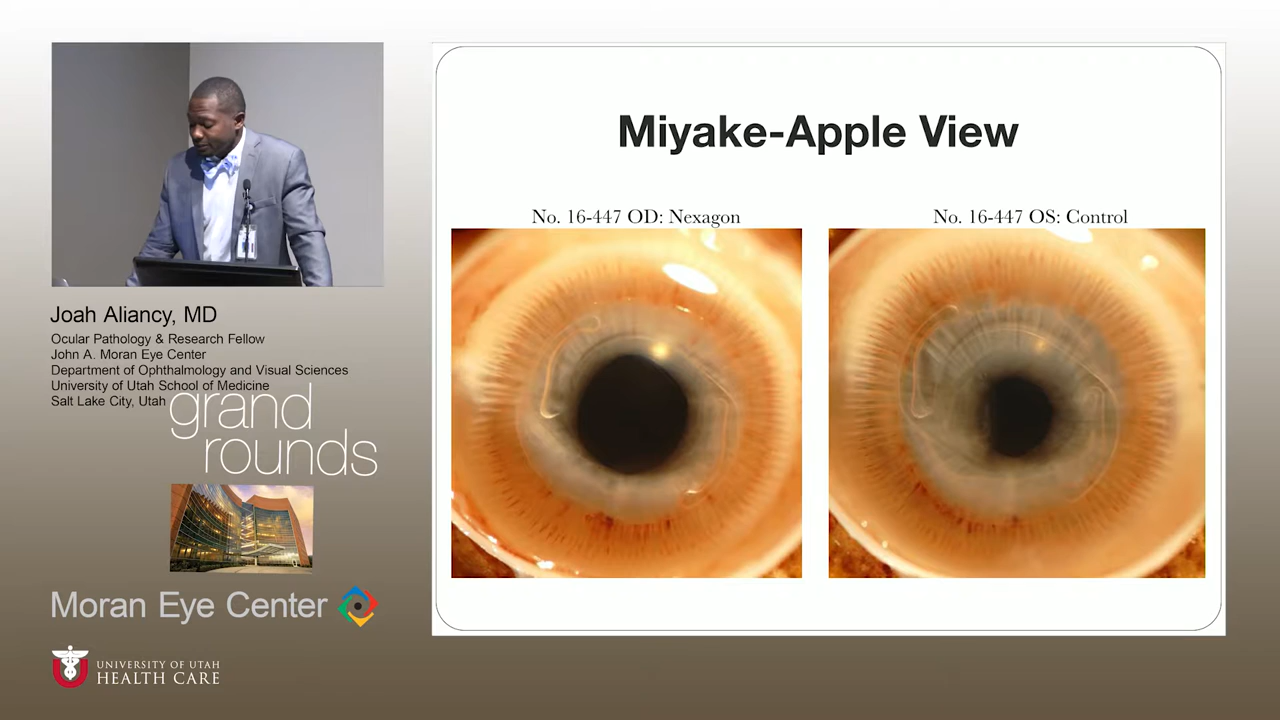 Miyake-Apple View
No. 16-447 OD: Nexagon
No. 16-447 OS: Control
Joah Aliancy, MD
Ocular Pathology & Research Fellow
John A. Moran Eye Center
Department of Ophthalmology and Visual Sciences
University of Utah School of Medicine
Salt Lake City, Utah
grand
rounds
Moran Eye Center
UNIVERSITY OF UTAH
HEALTH CARE